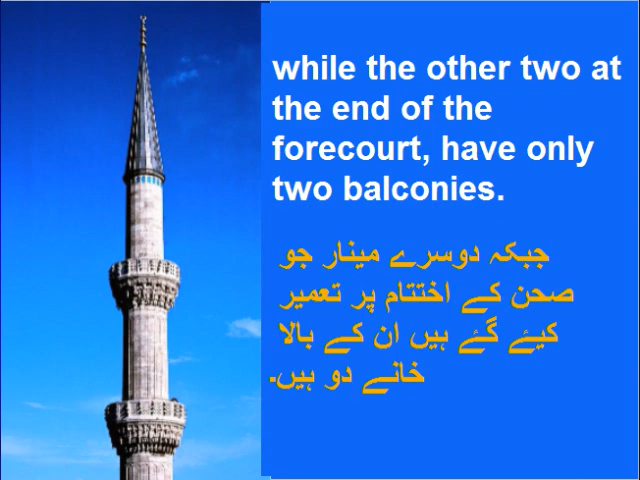 while the other two at
the end of the
forecourt, have only
two balconies.
جبکہ دوسرے مینار جو
صحن کے اختتام پر تعمیر
کیئے گئے ہیں ان کے بالا
خانے دو ہیں۔